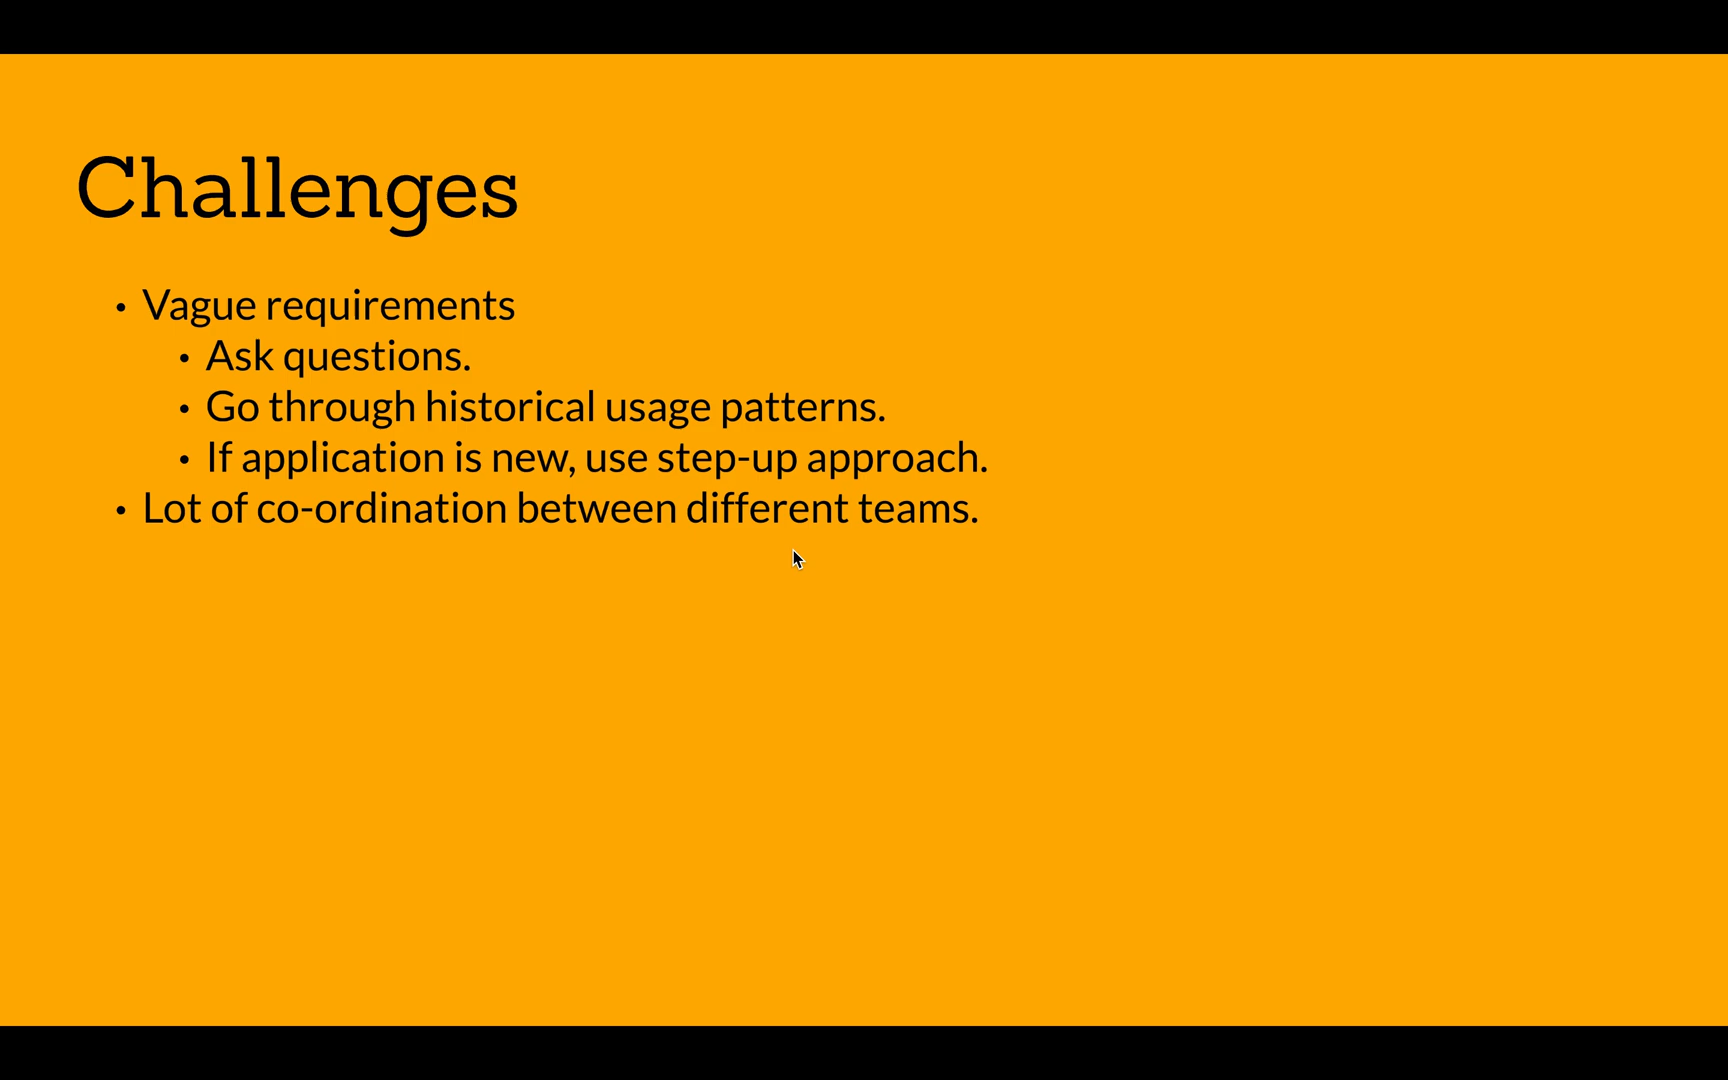 Challenges
• Vague requirements
• Ask questions.
• Go through historical usage patterns.
• If application is new, use step-up approach.
• Lot of co-ordination between different teams.